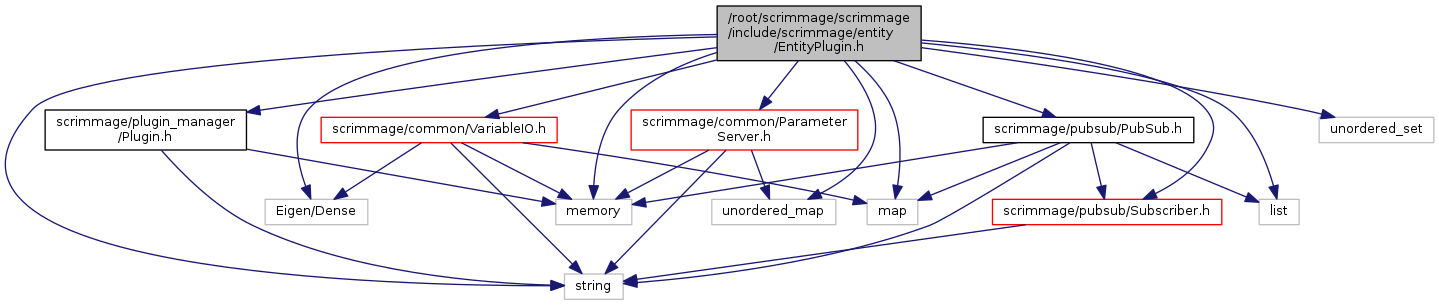 /root/scrimmage/scrimmage
/include/scrimmage/entity
/EntityPlugin.h
scrimmage/plugin_manager
/Plugin.h
scrimmage/common/VariableIO.h
scrimmage/common/Parameter
Server.h
scrimmage/pubsub/PubSub.h
unordered_set
Eigen/Dense
memory
unordered_map
map
scrimmage/pubsub/Subscriber.h
list
string